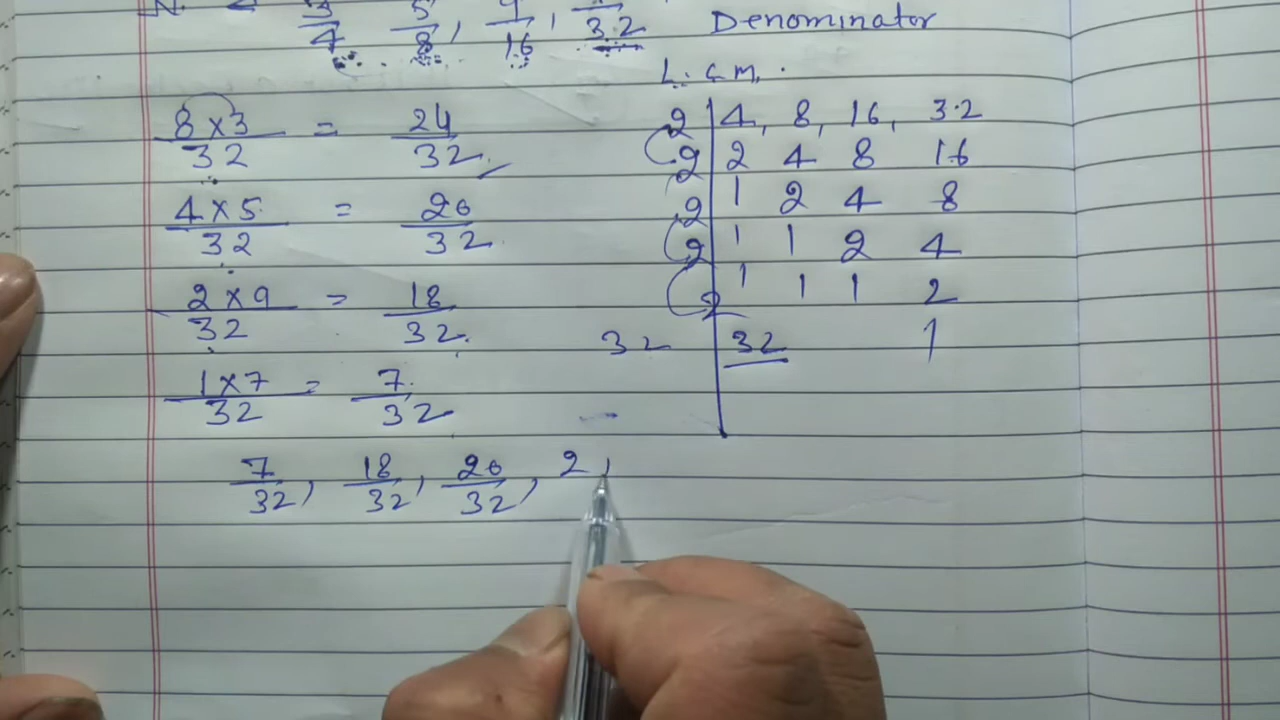 3/4 5/8, 9/16, /32 Denominator
L.c.m.
8 x 3/32 = 24/32
4 x 5/32 = 20/32
2 x 9/32 = 18/32
1 x 7/32 = 7/32
2 | 4, 8, 16, 32
2 | 2 4 8 16
2 | 1 2 4 8
2 | 1 1 2 4
2 | 1 1 1 2
32 | 32 1
7/32, 18/32, 20/32, 2